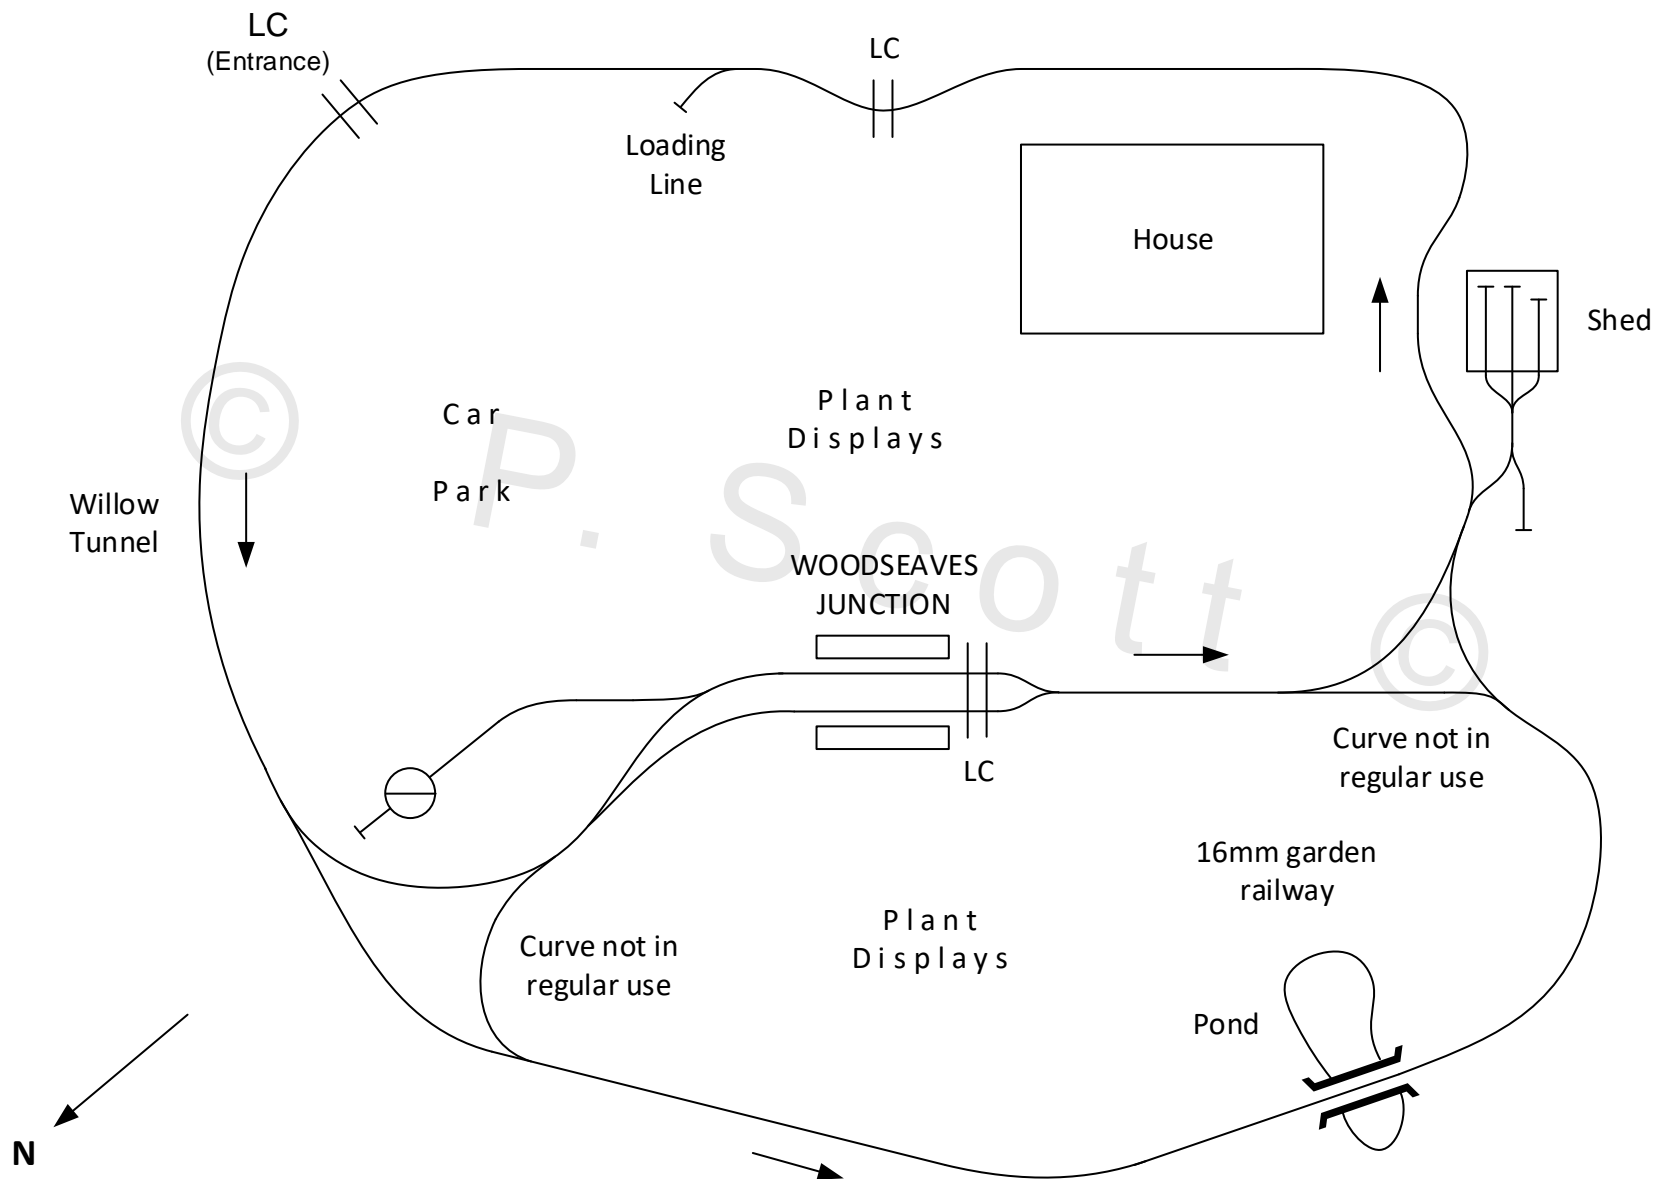 LC
(Entrance)
LC
Loading
Line
House
Shed
Car
Park
Plant
Displays
Willow
Tunnel
© P. Scott ©
WOODSEAVES
JUNCTION
LC
Curve not in
regular use
16mm garden
railway
Plant
Displays
Curve not in
regular use
Pond
N